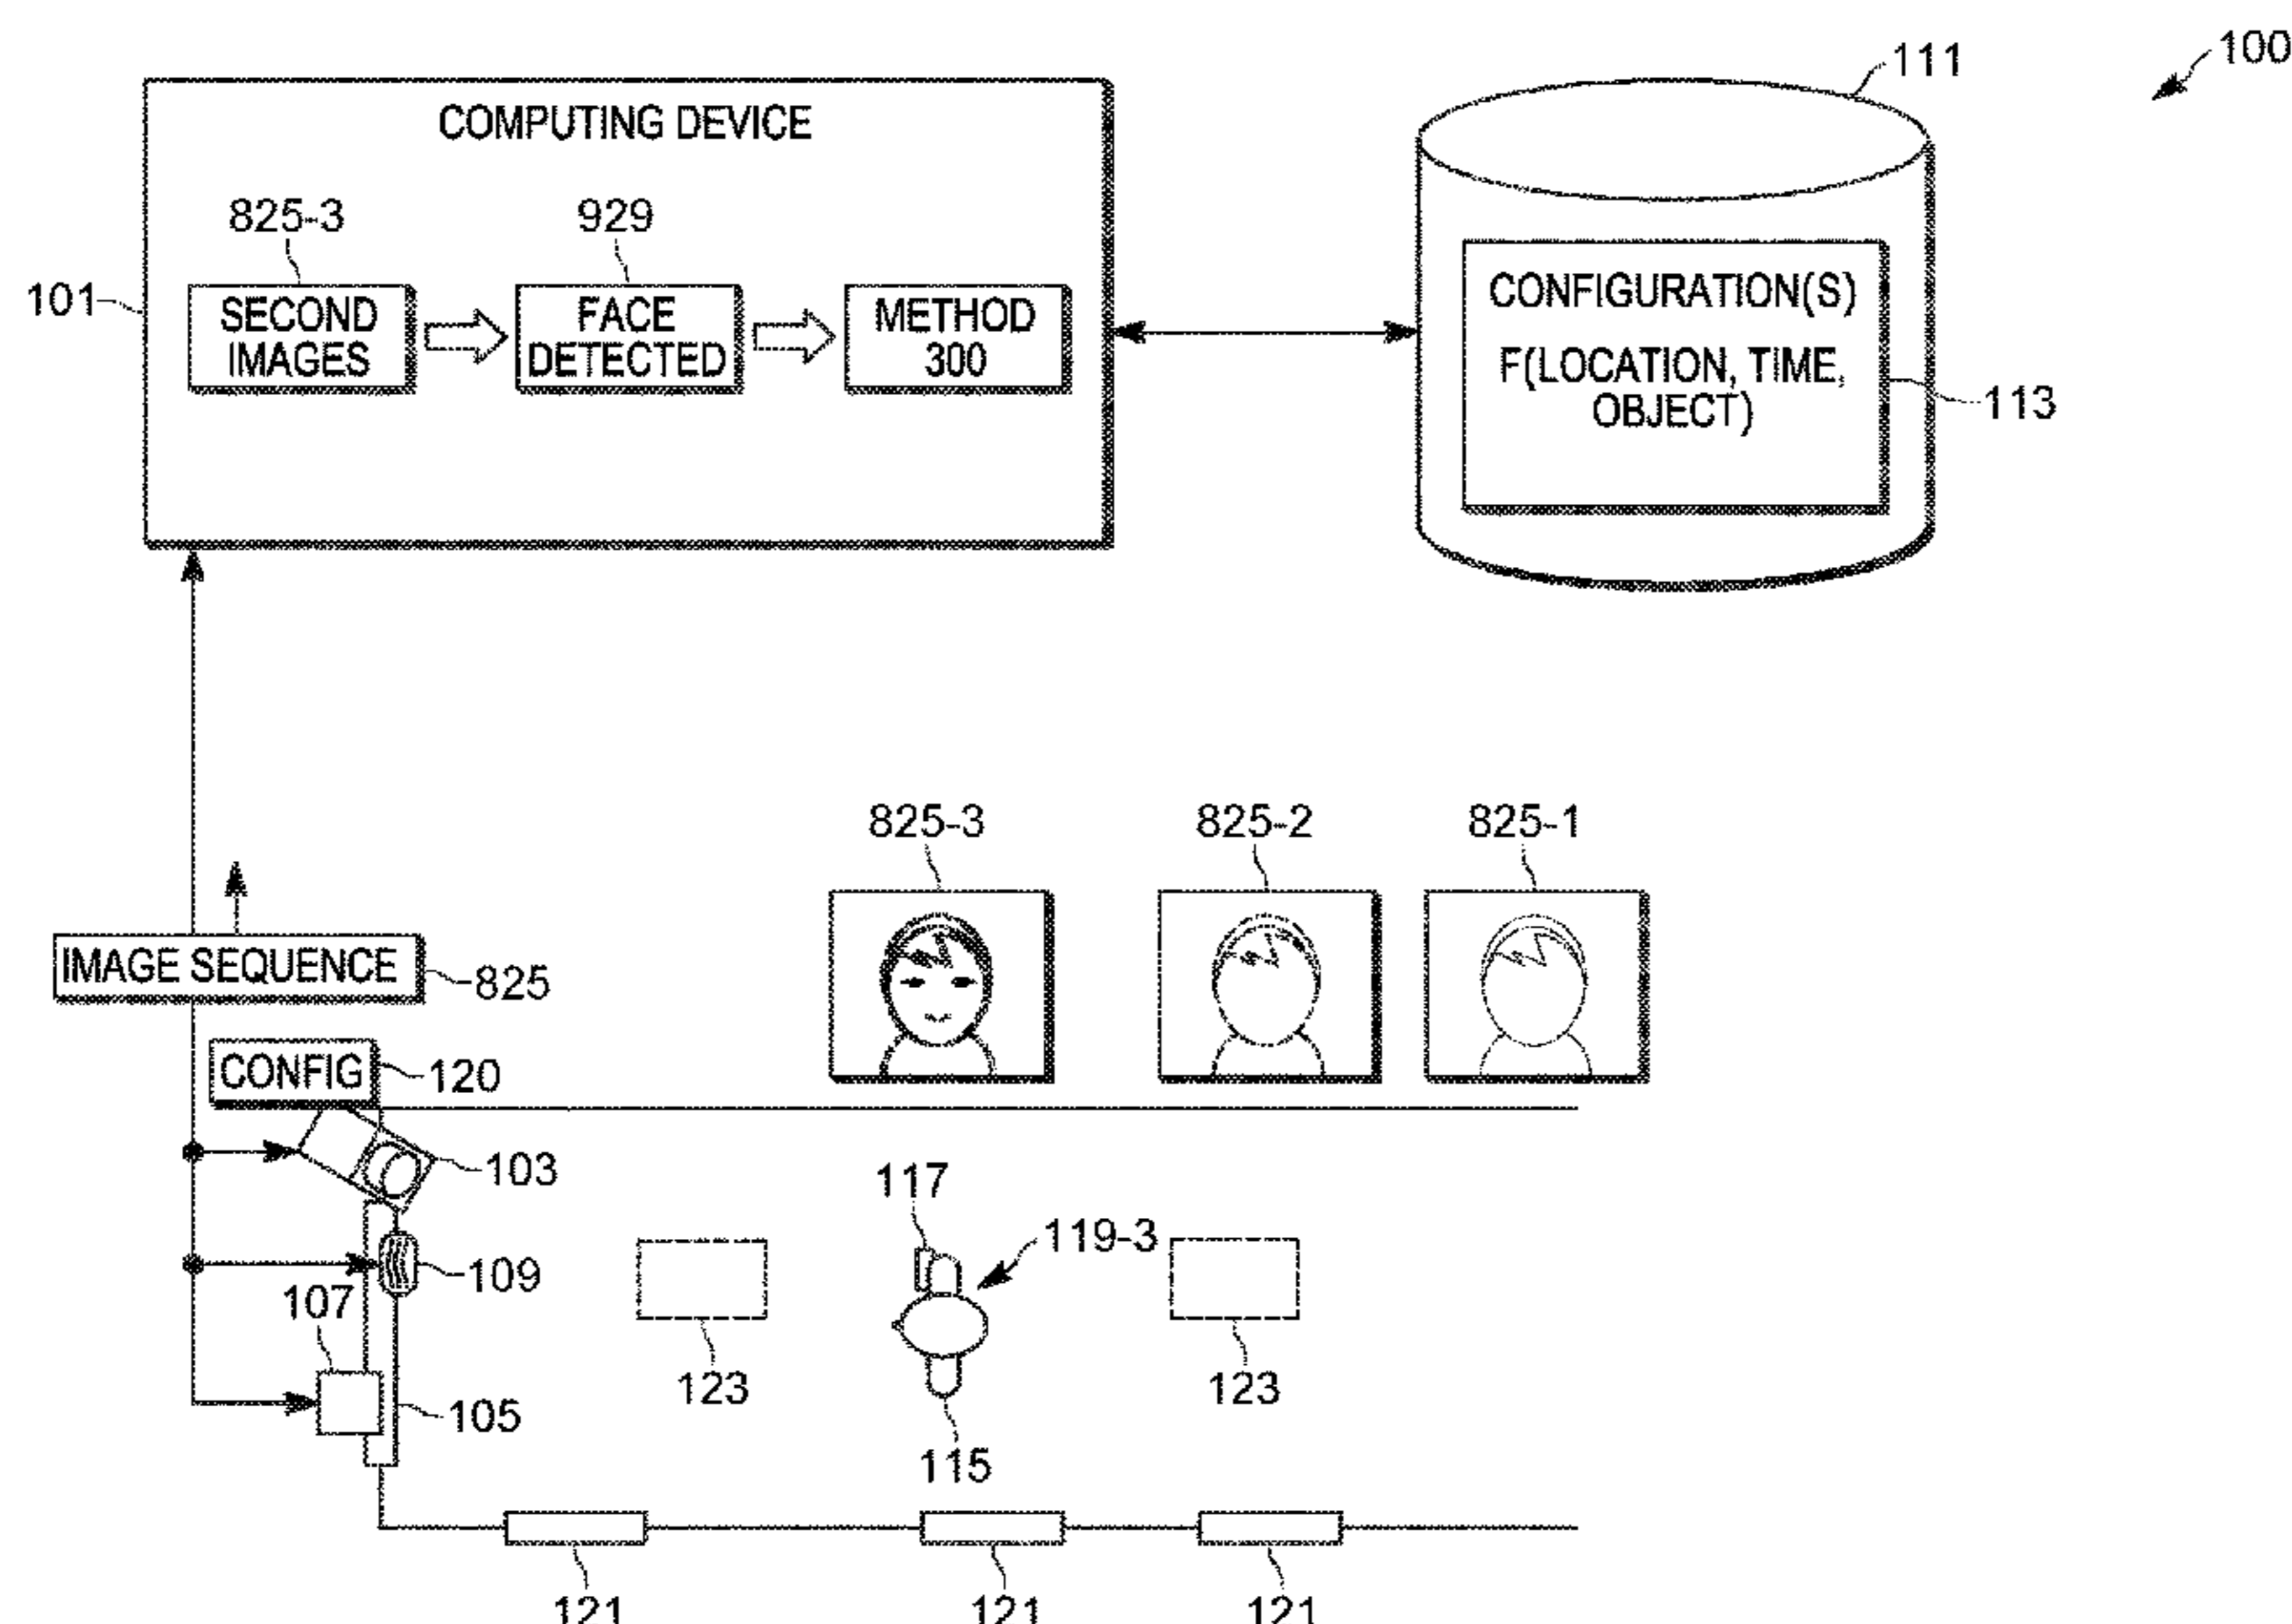 100
111
COMPUTING DEVICE
825-3
929
101
SECOND
IMAGES
FACE
DETECTED
METHOD
300
CONFIGURATION(S)
F(LOCATION, TIME,
OBJECT)
113
825-3
825-2
825-1
IMAGE SEQUENCE
825
CONFIG
120
103
117
119-3
109
107
123
123
105
115
121
121
121